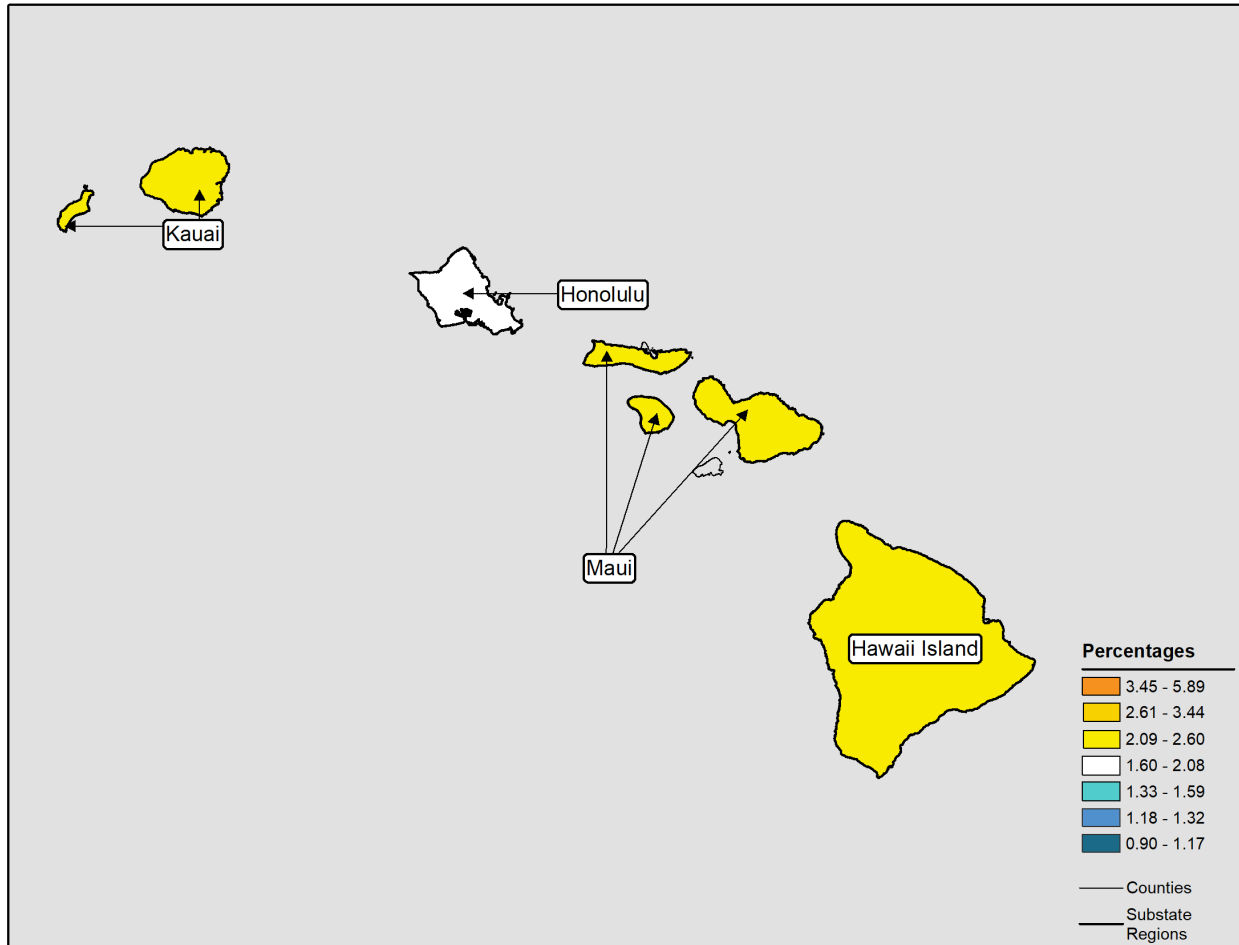 Kauai
Honolulu
Maui
Hawaii Island
Percentages
3.45 - 5.89
2.61 - 3.44
2.09 - 2.60
1.60 - 2.08
1.33 - 1.59
1.18 - 1.32
0.90 - 1.17
Counties
Substate
Regions